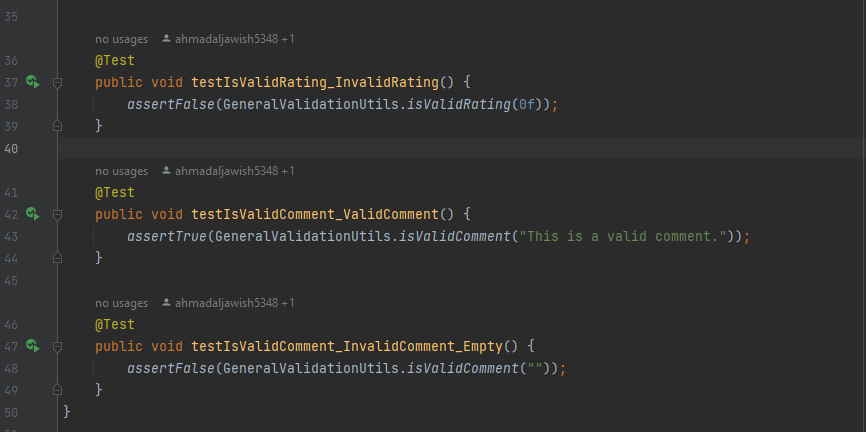 35
no usages ahmadaljawish5348 +1
36 @Test
37 public void testIsValidRating_InvalidRating() {
38 assertFalse(GeneralValidationUtils.isValidRating(0f));
39 }
40
no usages ahmadaljawish5348 +1
41 @Test
42 public void testIsValidComment_ValidComment() {
43 assertTrue(GeneralValidationUtils.isValidComment("This is a valid comment."));
44 }
45
no usages ahmadaljawish5348 +1
46 @Test
47 public void testIsValidComment_InvalidComment_Empty() {
48 assertFalse(GeneralValidationUtils.isValidComment(""));
49 }
50 }